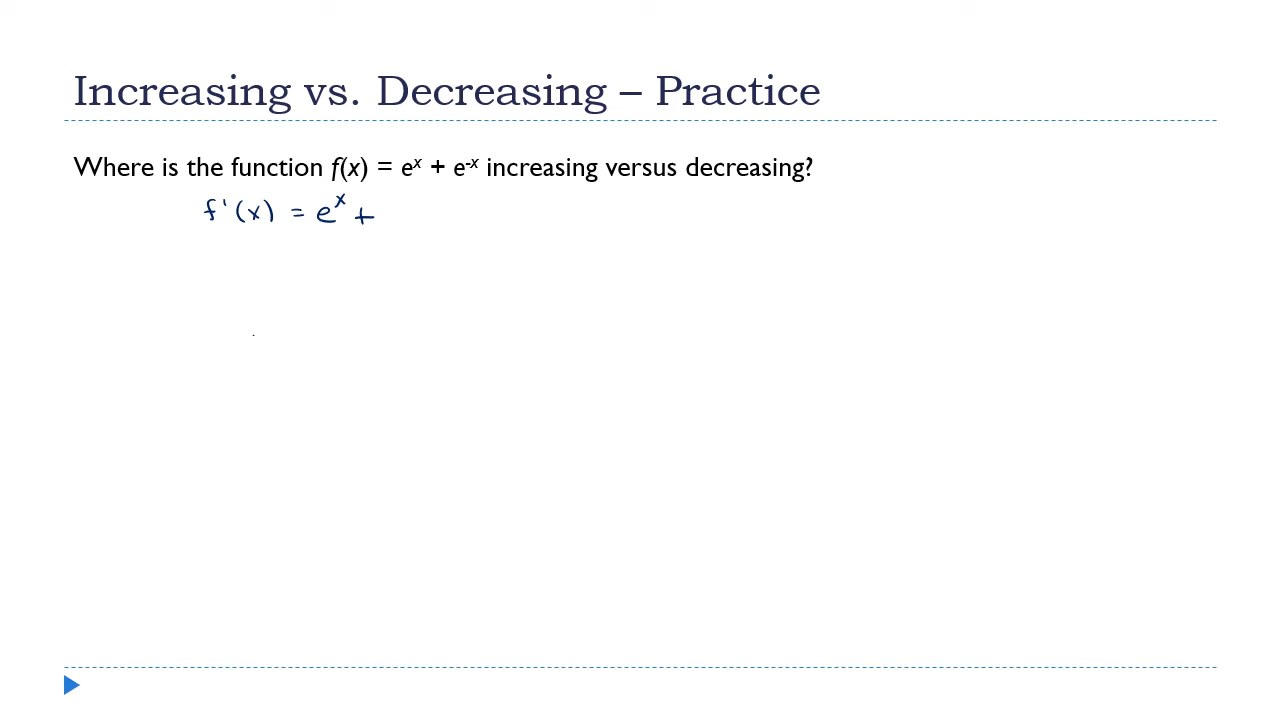 Increasing vs. Decreasing – Practice
Where is the function f(x) = eˣ + e⁻ˣ increasing versus decreasing?
f'(x) = eˣ +